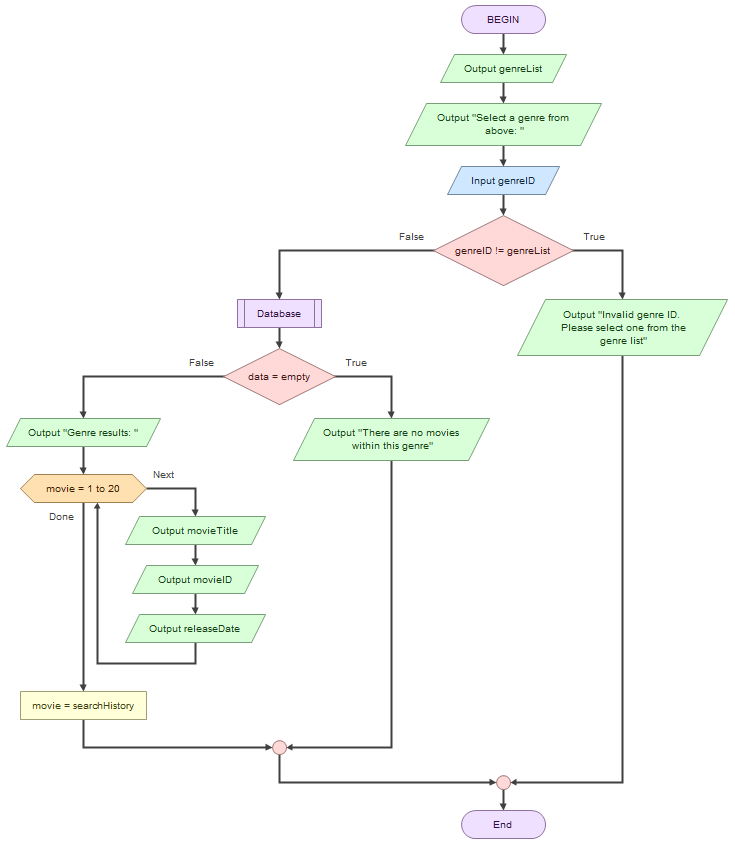 BEGIN
Output genreList
Output "Select a genre from
above: "
Input genreID
False
genreID != genreList
True
Database
Output "Invalid genre ID.
Please select one from the
genre list"
False
data = empty
True
Output "Genre results: "
Output "There are no movies
within this genre"
movie = 1 to 20
Next
Done
Output movieTitle
Output movieID
Output releaseDate
movie = searchHistory
End